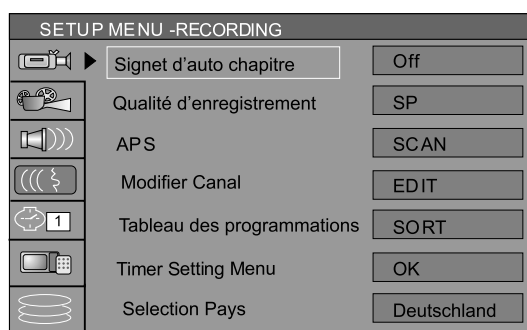 SETUP MENU -RECORDING
Signet d'auto chapitre Off
Qualité d'enregistrement SP
APS SCAN
Modifier Canal EDIT
1 Tableau des programmations SORT
Timer Setting Menu OK
Selection Pays Deutschland